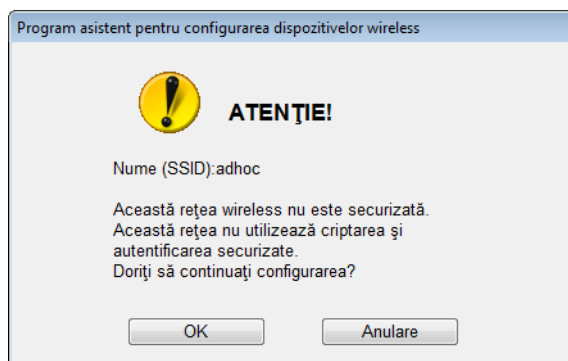 Program asistent pentru configurarea dispozitivelor wireless
ATENŢIE!
Nume (SSID):adhoc
Această reţea wireless nu este securizată.
Această reţea nu utilizează criptarea şi
autentificarea securizate.
Doriţi să continuaţi configurarea?
OK
Anulare